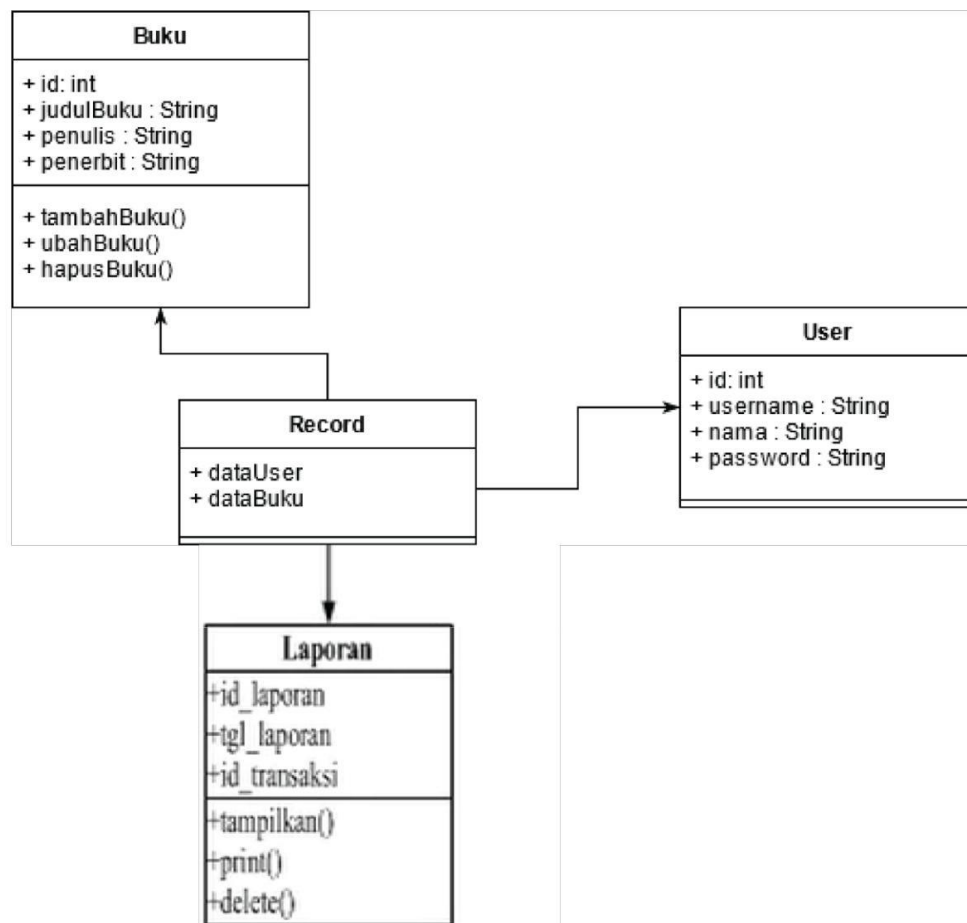 Buku
+ id: int
+ judulBuku : String
+ penulis : String
+ penerbit : String
+ tambahBuku()
+ ubahBuku()
+ hapusBuku()
User
+ id: int
+ username : String
+ nama : String
+ password : String
Record
+ dataUser
+ dataBuku
Laporan
+id_laporan
+tgl_laporan
+id_transaksi
+tampilkan()
+print()
+delete()